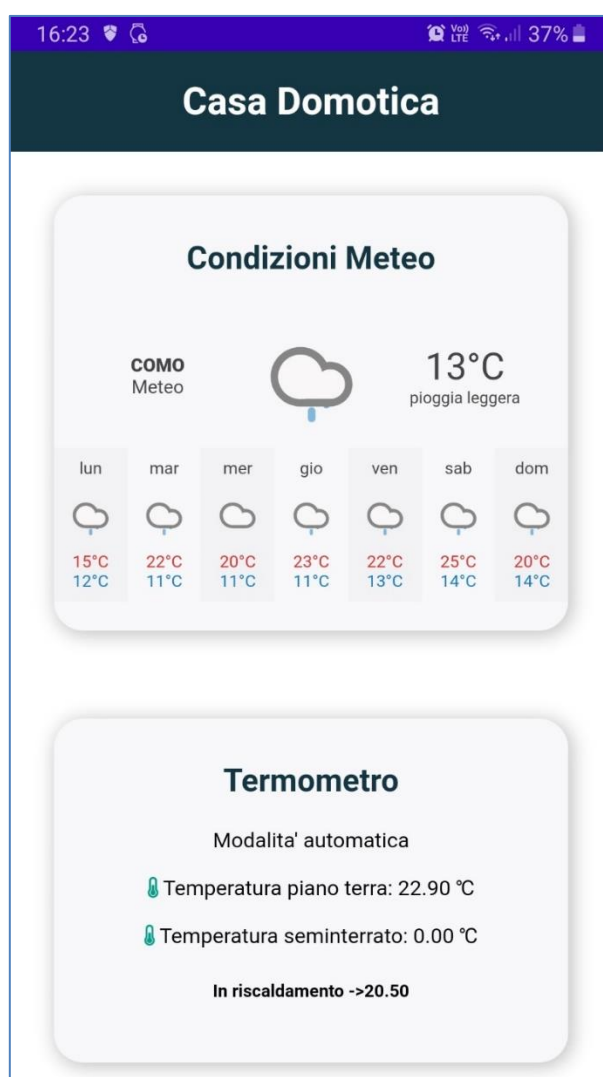 16:23 Vo)) LTE 37%
Casa Domotica
Condizioni Meteo
COMO
Meteo
13°C
pioggia leggera
lun mar mer gio ven sab dom
15°C 22°C 20°C 23°C 22°C 25°C 20°C
12°C 11°C 11°C 11°C 13°C 14°C 14°C
Termometro
Modalita' automatica
Temperatura piano terra: 22.90 ℃
Temperatura seminterrato: 0.00 ℃
In riscaldamento ->20.50